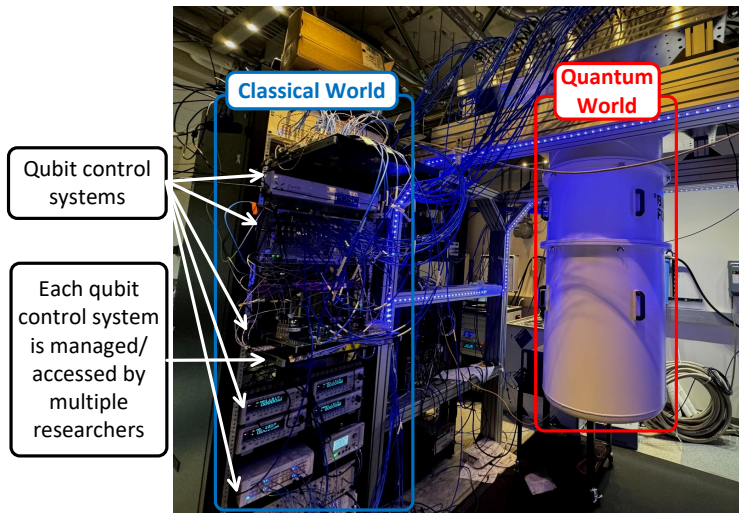 Classical World
Quantum
World
Qubit control
systems
Each qubit
control system
is managed/
accessed by
multiple
researchers